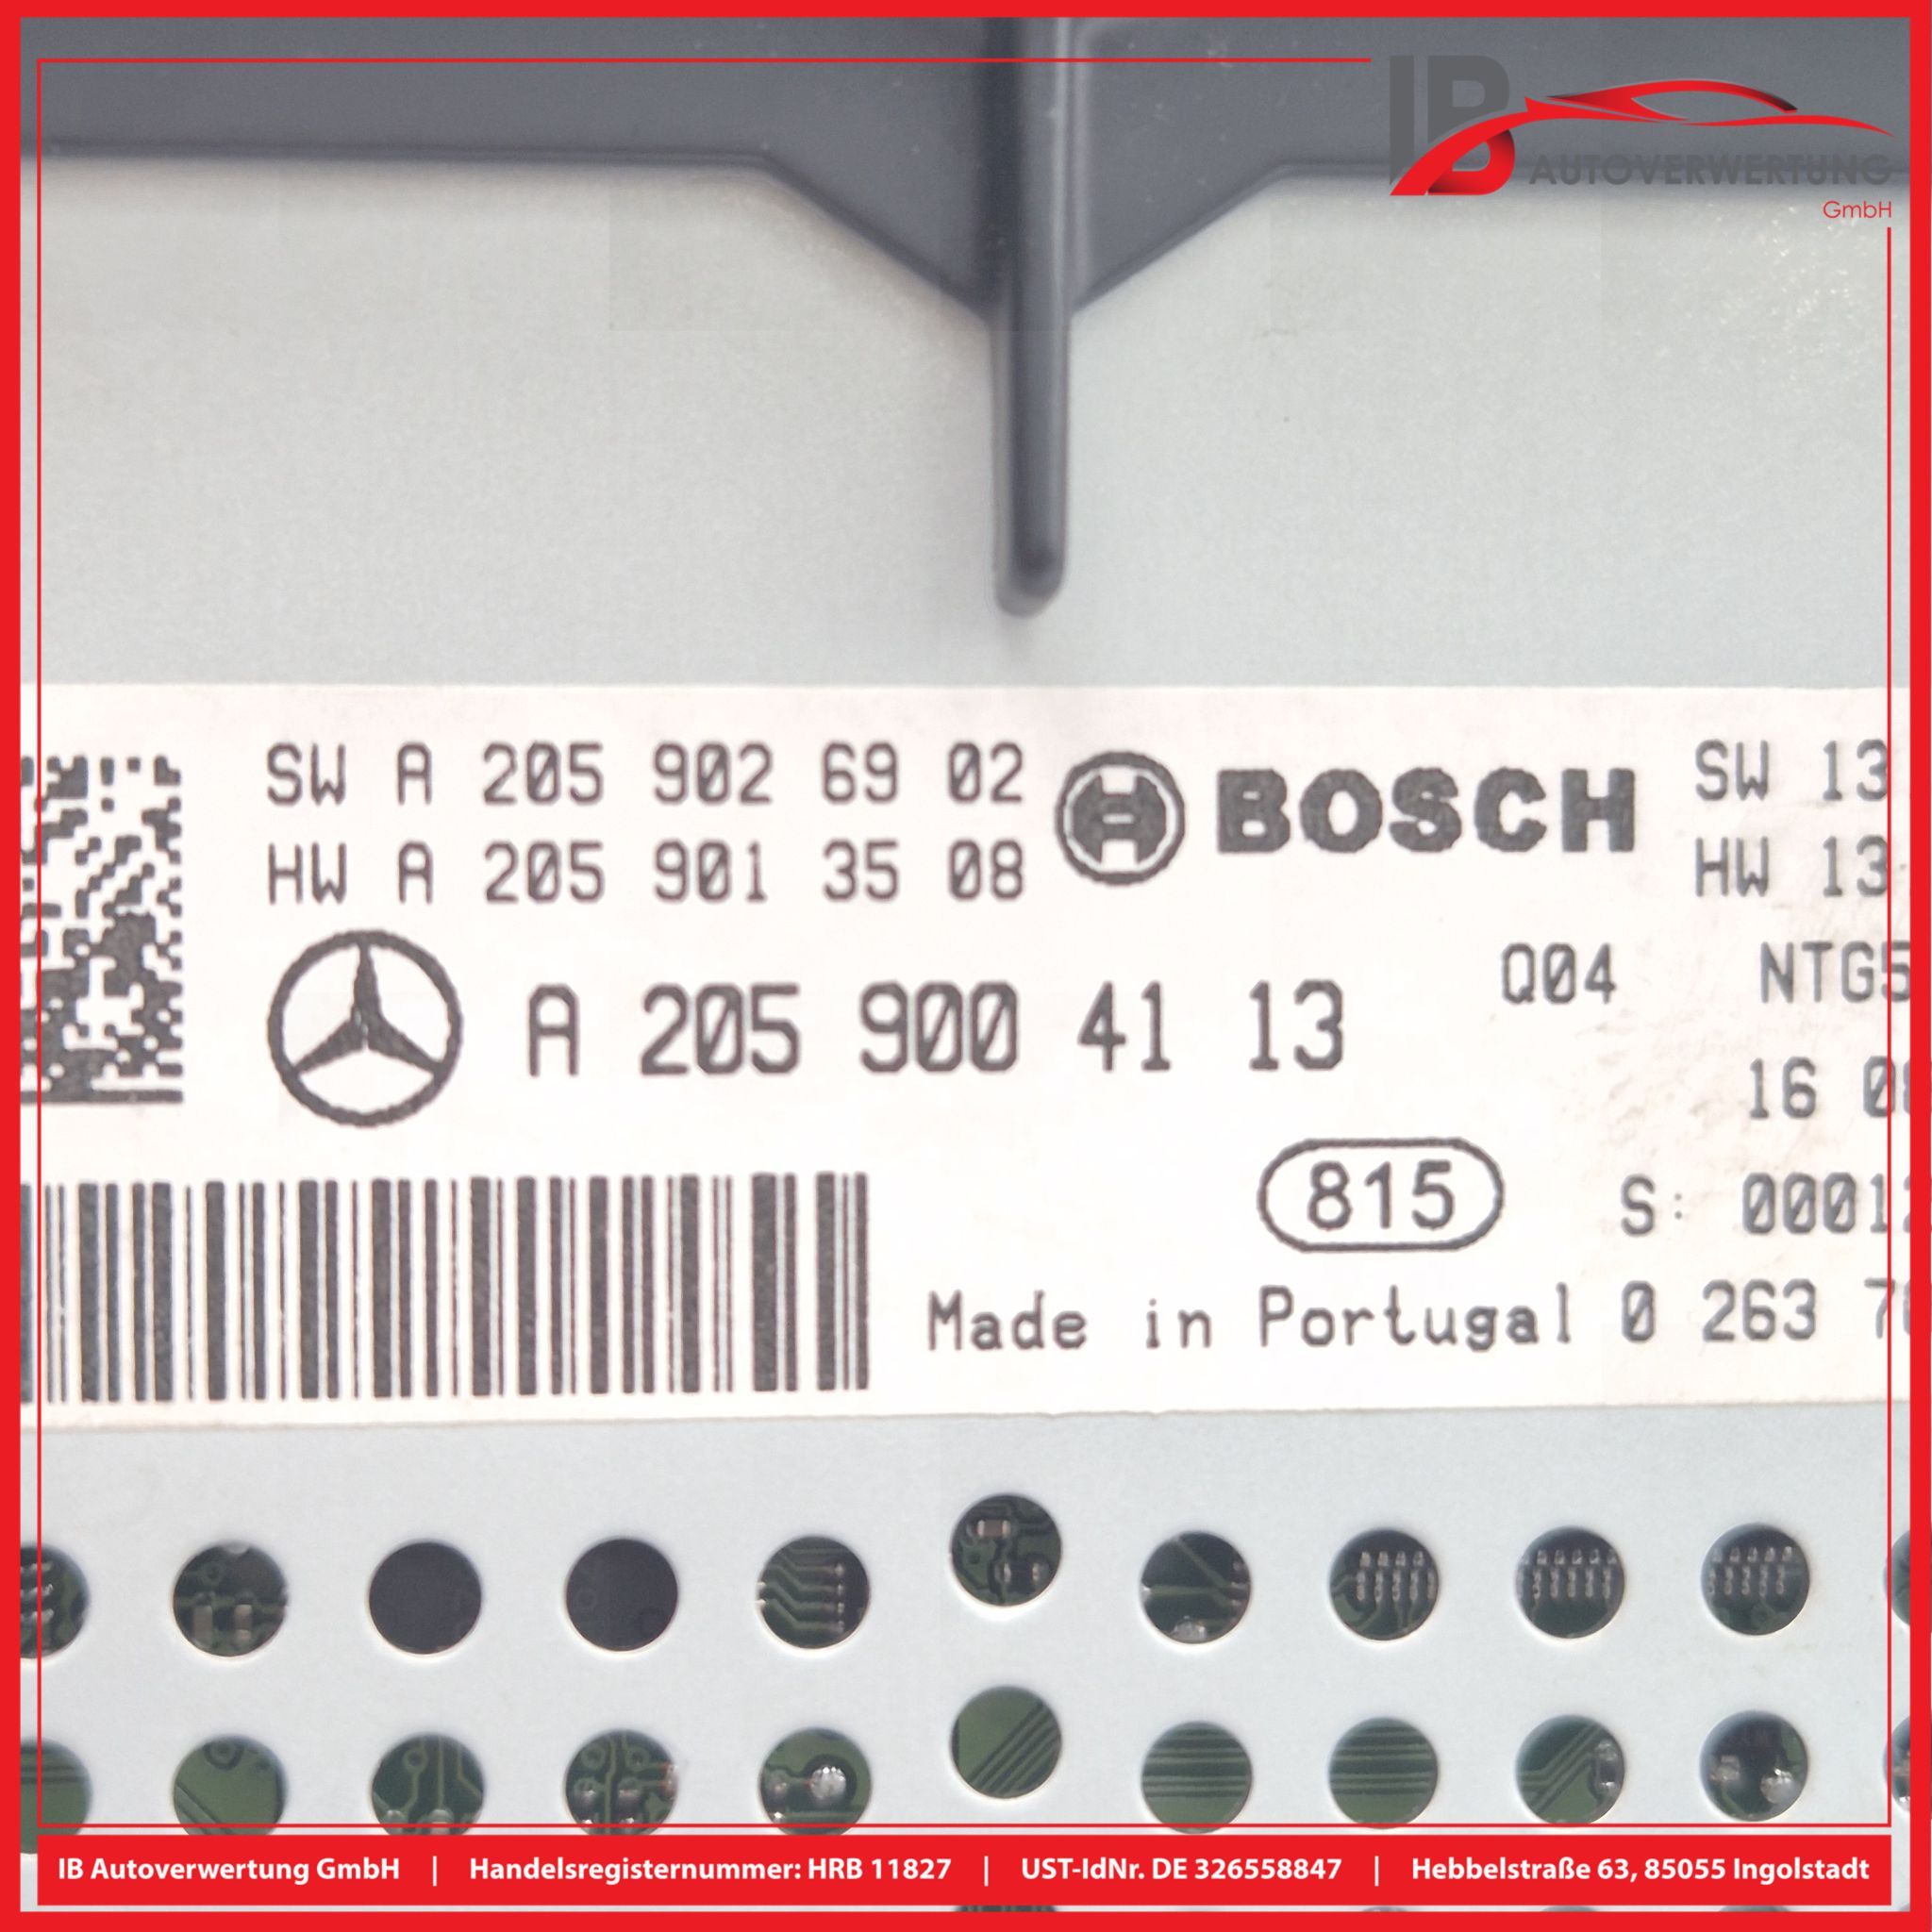 IB
AUTOVERWERTUNG
GmbH
SW A 205 902 69 02
HW A 205 901 35 08
BOSCH
SW 13
HW 13
A 205 900 41 13
Q04
NTG5
16 0
815
S: 0001
Made in Portugal 0 263 7
IB Autoverwertung GmbH | Handelsregisternummer: HRB 11827 | UST-IdNr. DE 326558847 | Hebbelstraße 63, 85055 Ingolstadt